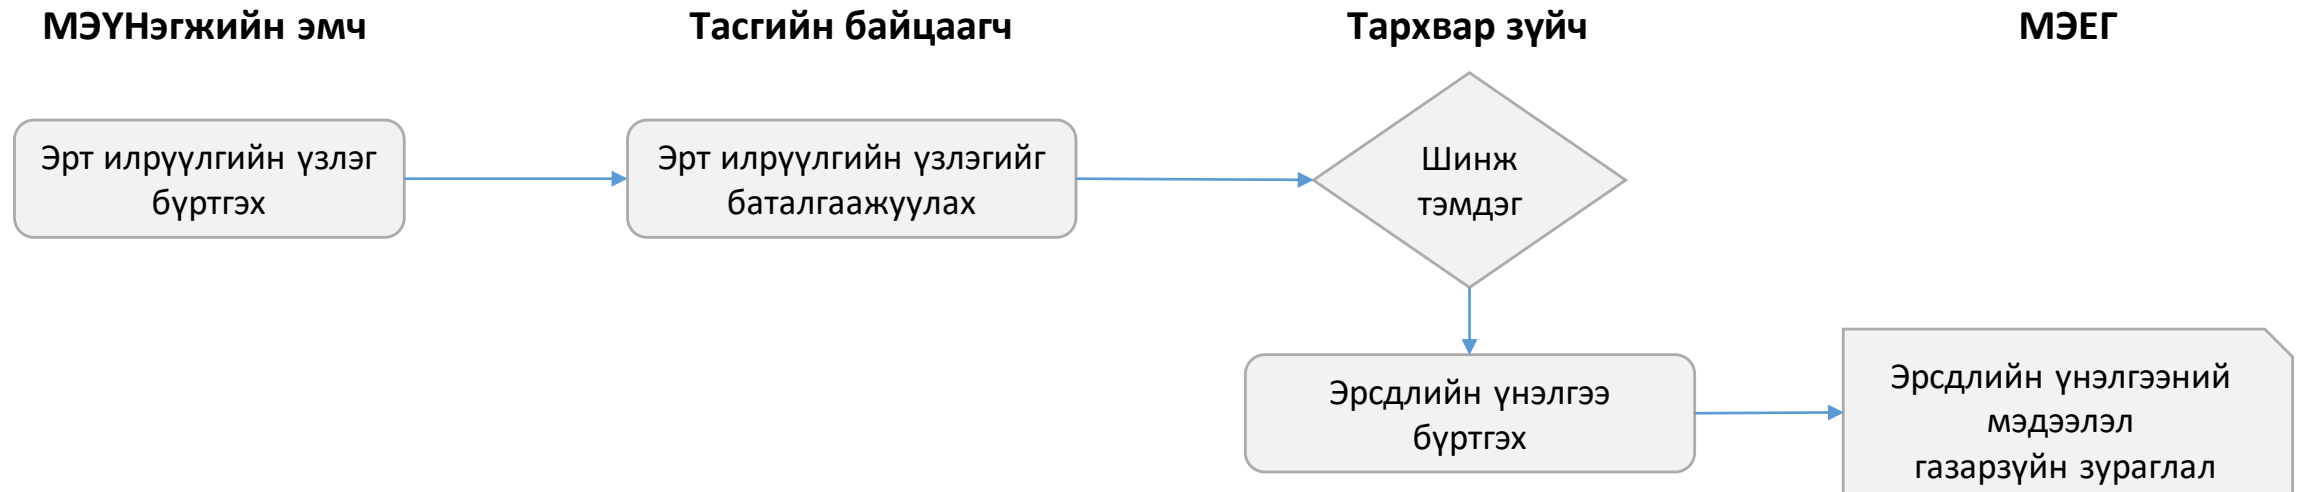 МЭҮНэгжийн эмч
Тасгийн байцаагч
Тархвар зүйч
МЭЕГ
Эрт илрүүлгийн үзлэг
бүртгэх
Эрт илрүүлгийн үзлэгийг
баталгаажуулах
Шинж
тэмдэг
Эрсдлийн үнэлгээ
бүртгэх
Эрсдлийн үнэлгээний
мэдээлэл
газарзүйн зураглал